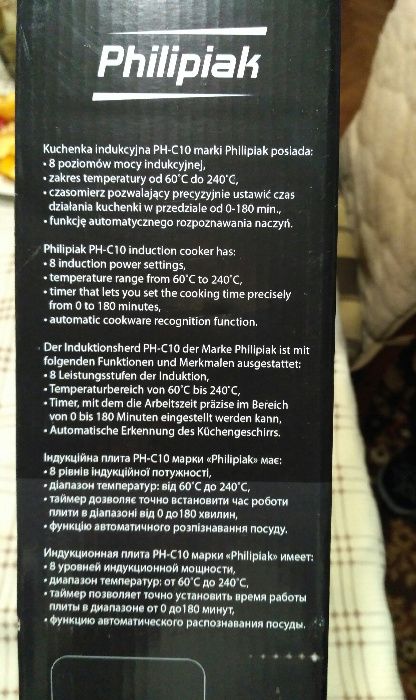 Philipiak
Kuchenka indukcyjna PH-C10 marki Philipiak posiada:
• 8 poziomów mocy indukcyjnej,
• zakres temperatury od 60˚C do 240˚C,
• czasomierz pozwalający precyzyjnie ustawić czas
działania kuchenki w przedziale od 0-180 min.,
• funkcję automatycznego rozpoznawania naczyń.
Philipiak PH-C10 induction cooker has:
• 8 induction power settings,
• temperature range from 60˚C to 240˚C,
• timer that lets you set the cooking time precisely
from 0 to 180 minutes,
• automatic cookware recognition function.
Der Induktionsherd PH-C10 der Marke Philipiak ist mit
folgenden Funktionen und Merkmalen ausgestattet:
• 8 Leistungsstufen der Induktion,
• Temperaturbereich von 60˚C bis 240˚C,
• Timer, mit dem die Arbeitszeit präzise im Bereich
von 0 bis 180 Minuten eingestellt werden kann,
• Automatische Erkennung des Küchengeschirrs.
Індукційна плита PH-C10 марки «Philipiak» має:
• 8 рівнів індукційної потужності,
• діапазон температур: від 60˚C до 240˚C,
• таймер дозволяє точно встановити час роботи
плити в діапазоні від 0 до180 хвилин,
• функцію автоматичного розпізнавання посуду.
Индукционная плита PH-C10 марки «Philipiak» имеет:
• 8 уровней индукционной мощности,
• диапазон температур: от 60˚C до 240˚C,
• таймер позволяет точно установить время работы
плиты в диапазоне от 0 до180 минут,
• функцию автоматического распознавания посуды.